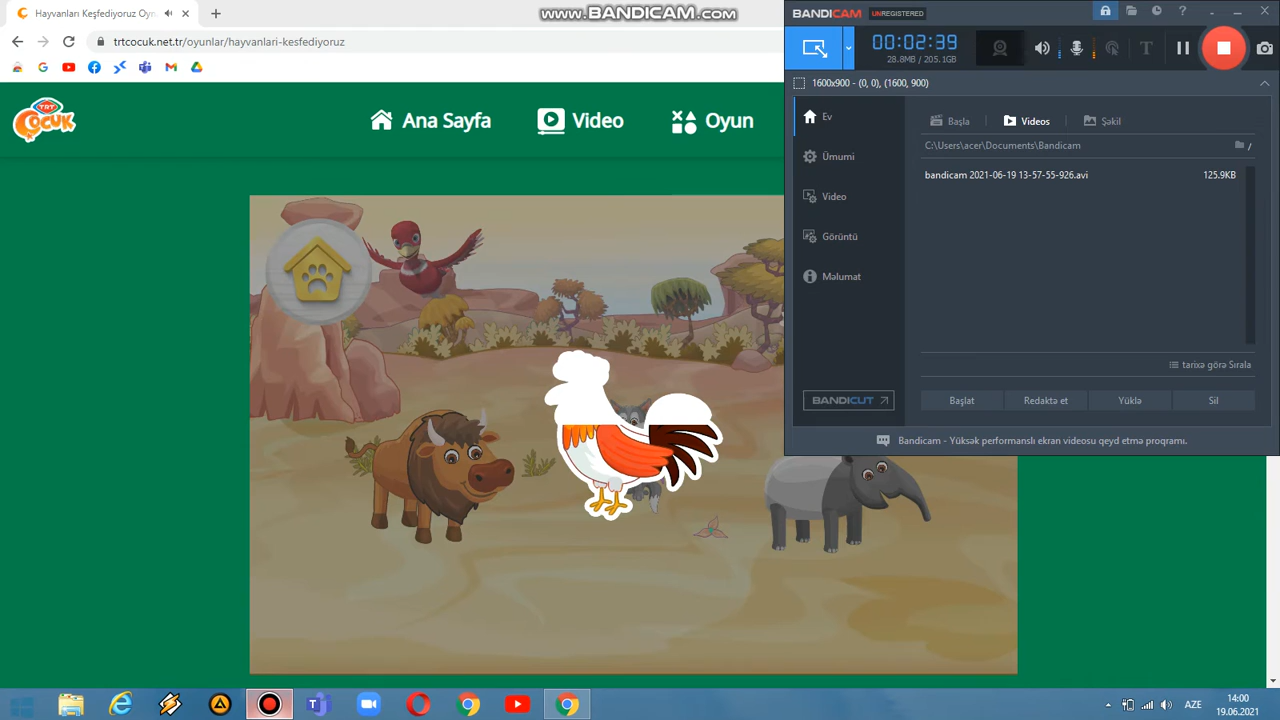 Hayvanları Keşfediyoruz Oyn
www.BANDICAM.com
trtcocuk.net.tr/oyunlar/hayvanlari-kesfediyoruz
TRT
ÇOCUK
Ana Sayfa
Video
Oyun
BANDICAM
UNREGISTERED
00:02:39
28.8MB / 205.1GB
1600x900 - (0, 0), (1600, 900)
Ev
Ümumi
Video
Görüntü
Məlumat
BANDICUT
Başla
Videos
Şəkil
C:\Users\acer\Documents\Bandicam
bandicam 2021-06-19 13-57-55-926.avi
125.9KB
tarixə görə Sırala
Başlat
Redaktə et
Yüklə
Sil
Bandicam - Yüksək performanslı ekran videosu qeyd etmə proqramı.
AZE
14:00
19.06.2021